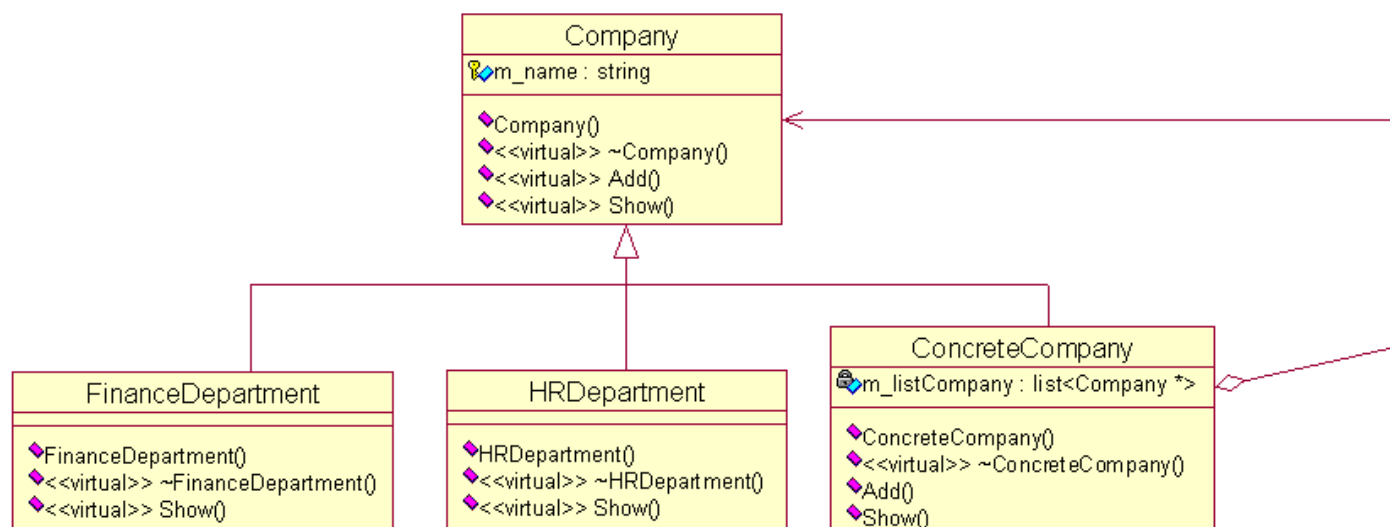 Company
m_name : string
Company()
<<virtual>> ~Company()
<<virtual>> Add()
<<virtual>> Show()
FinanceDepartment
FinanceDepartment()
<<virtual>> ~FinanceDepartment()
<<virtual>> Show()
HRDepartment
HRDepartment()
<<virtual>> ~HRDepartment()
<<virtual>> Show()
ConcreteCompany
m_listCompany : list<Company *>
ConcreteCompany()
<<virtual>> ~ConcreteCompany()
Add()
Show()